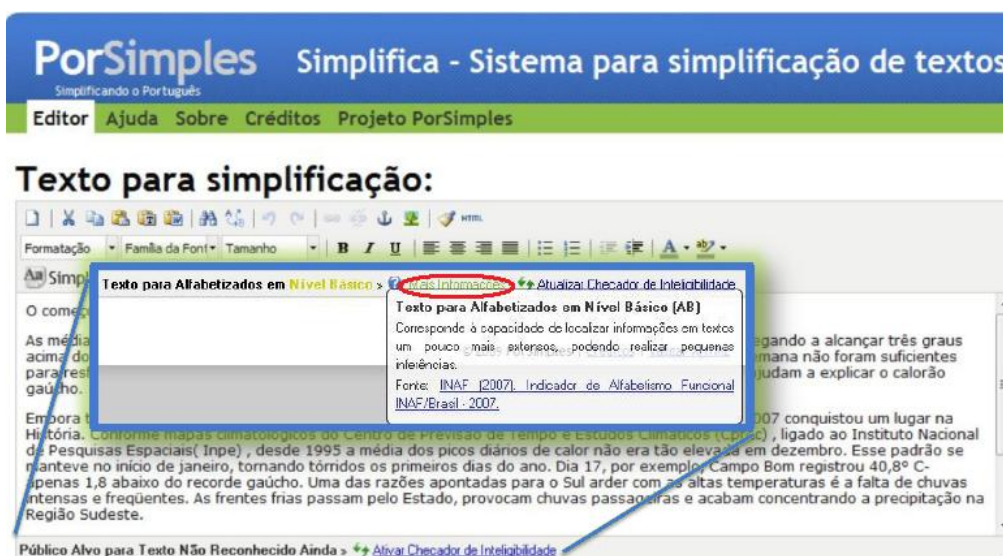 PorSimples
Simplificando o Português
Simplifica - Sistema para simplificação de textos
Editor Ajuda Sobre Créditos Projeto PorSimples
Texto para simplificação:
HTML
Formatação Família da Font Tamanho B I U A ab
Aa Simp
Texto para Alfabetizados em Nível Básico » Mais Informações Atualizar Checador de Inteligibilidade
Texto para Alfabetizados em Nível Básico (AB)
Corresponde à capacidade de localizar informações em textos
um pouco mais extensos, podendo realizar pequenas
inferências.
Fonte: INAF (2007). Indicador de Alfabetismo Funcional
INAF/Brasil - 2007.
O come
As média egando a alcançar três graus
acima do emana não foram suficientes
para res judam a explicar o calorão
gaúcho.
Embora t 007 conquistou um lugar na
História. Conforme mapas climatológicos do Centro de Previsão de Tempo e Estudos Climáticos (Cptec) , ligado ao Instituto Nacional
de Pesquisas Espaciais( Inpe) , desde 1995 a média dos picos diários de calor não era tão elevada em dezembro. Esse padrão se
manteve no início de janeiro, tornando tórridos os primeiros dias do ano. Dia 17, por exemplo, Campo Bom registrou 40,8º C-
apenas 1,8 abaixo do recorde gaúcho. Uma das razões apontadas para o Sul arder com as altas temperaturas é a falta de chuvas
intensas e freqüentes. As frentes frias passam pelo Estado, provocam chuvas passageiras e acabam concentrando a precipitação na
Região Sudeste.
Público Alvo para Texto Não Reconhecido Ainda » Ativar Checador de Inteligibilidade